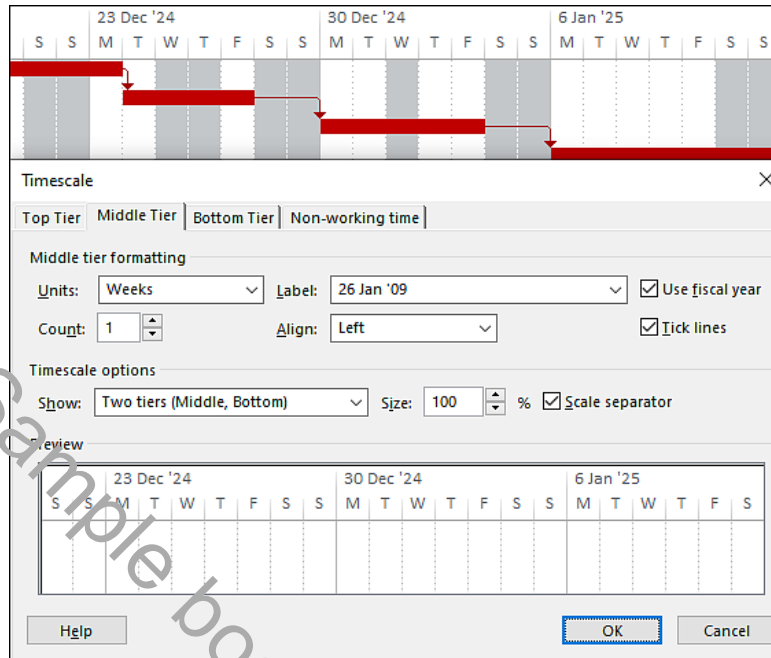 23 Dec '24 30 Dec '24 6 Jan '25
S S M T W T F S S M T W T F S S M T W T F S S
Timescale
Top Tier Middle Tier Bottom Tier Non-working time
Middle tier formatting
Units: Weeks Label: 26 Jan '09 Use fiscal year
Count: 1 Align: Left Tick lines
Timescale options
Show: Two tiers (Middle, Bottom) Size: 100 % Scale separator
Preview
23 Dec '24 30 Dec '24 6 Jan '25
S S M T W T F S S M T W T F S S M T W T F S
Help OK Cancel
Sample